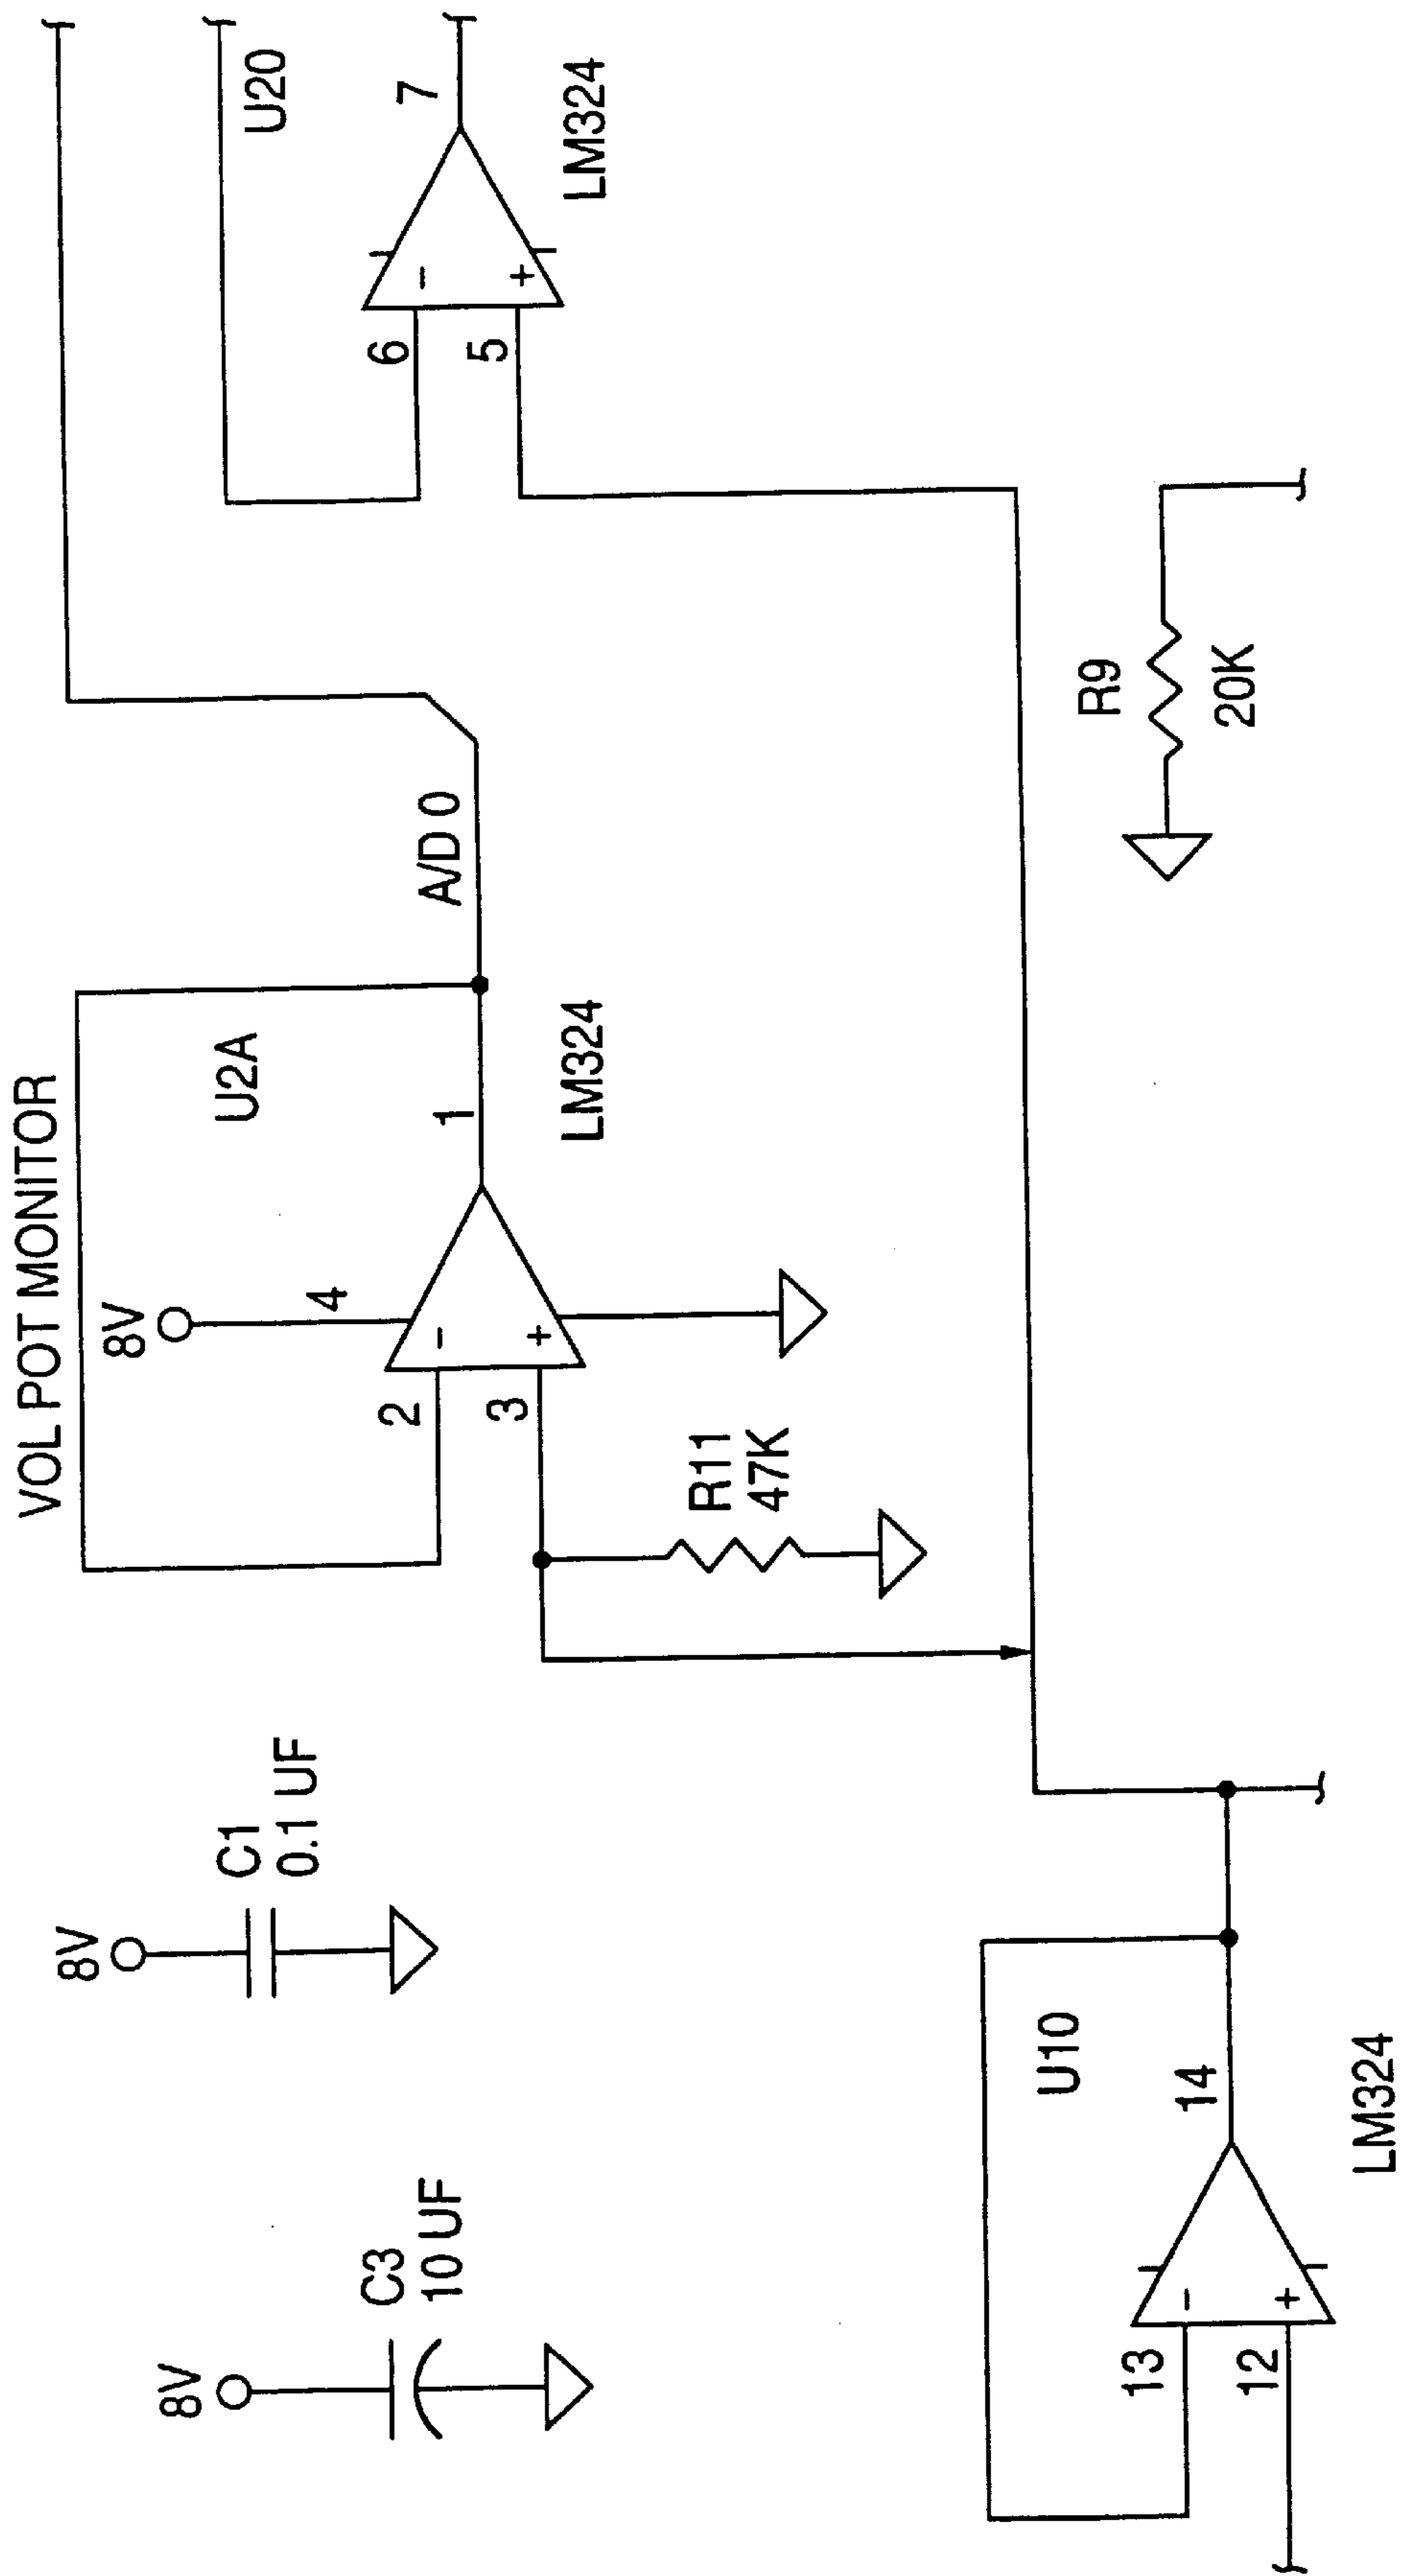 VOL POT MONITOR
8V
C3
10 UF
8V
C1
0.1 UF
8V
4
2
3
1
U2A
LM324
R11
47K
A/D 0
U20
6
5
7
LM324
13
12
14
U10
LM324
R9
20K